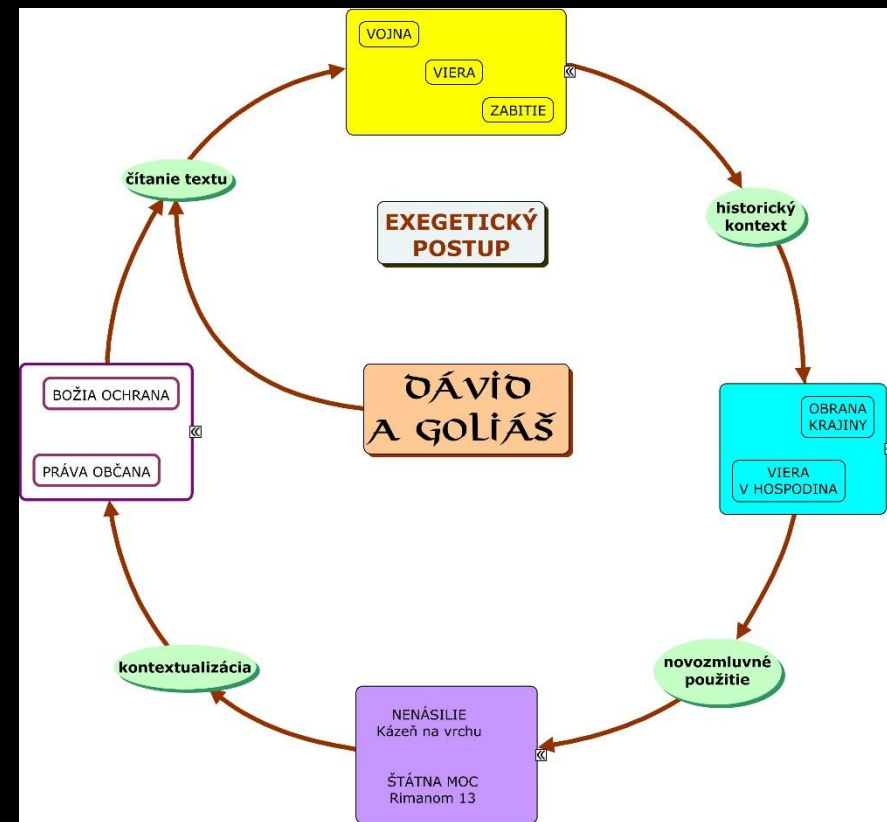 VOJNA
VIERA
ZABITIE
čítanie textu
historický
kontext
EXEGETICKÝ
POSTUP
DÁVID
A GOLIÁŠ
BOŽIA OCHRANA
PRÁVA OBČANA
OBRANA
KRAJINY
VIERA
V HOSPODINA
kontextualizácia
novozmluvné
použitie
NENÁSILIE
Kázeň na vrchu
ŠTÁTNA MOC
Rimanom 13